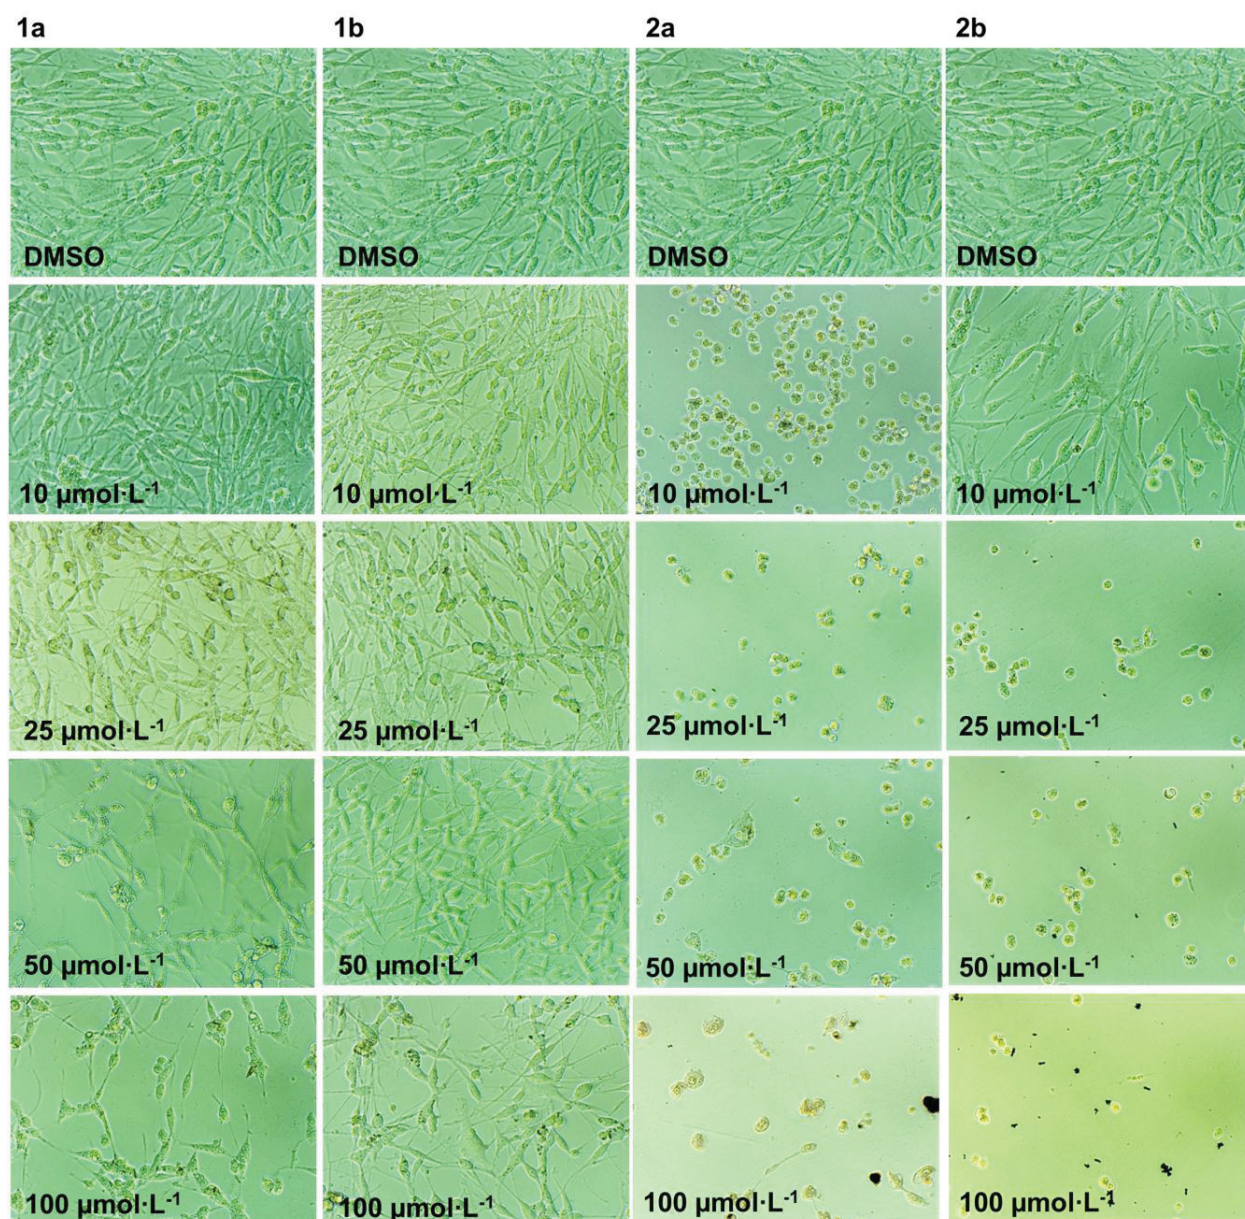 1a 1b 2a 2b
DMSO DMSO DMSO DMSO
10 µmol·L⁻¹ 10 µmol·L⁻¹ 10 µmol·L⁻¹ 10 µmol·L⁻¹
25 µmol·L⁻¹ 25 µmol·L⁻¹ 25 µmol·L⁻¹ 25 µmol·L⁻¹
50 µmol·L⁻¹ 50 µmol·L⁻¹ 50 µmol·L⁻¹ 50 µmol·L⁻¹
100 µmol·L⁻¹ 100 µmol·L⁻¹ 100 µmol·L⁻¹ 100 µmol·L⁻¹